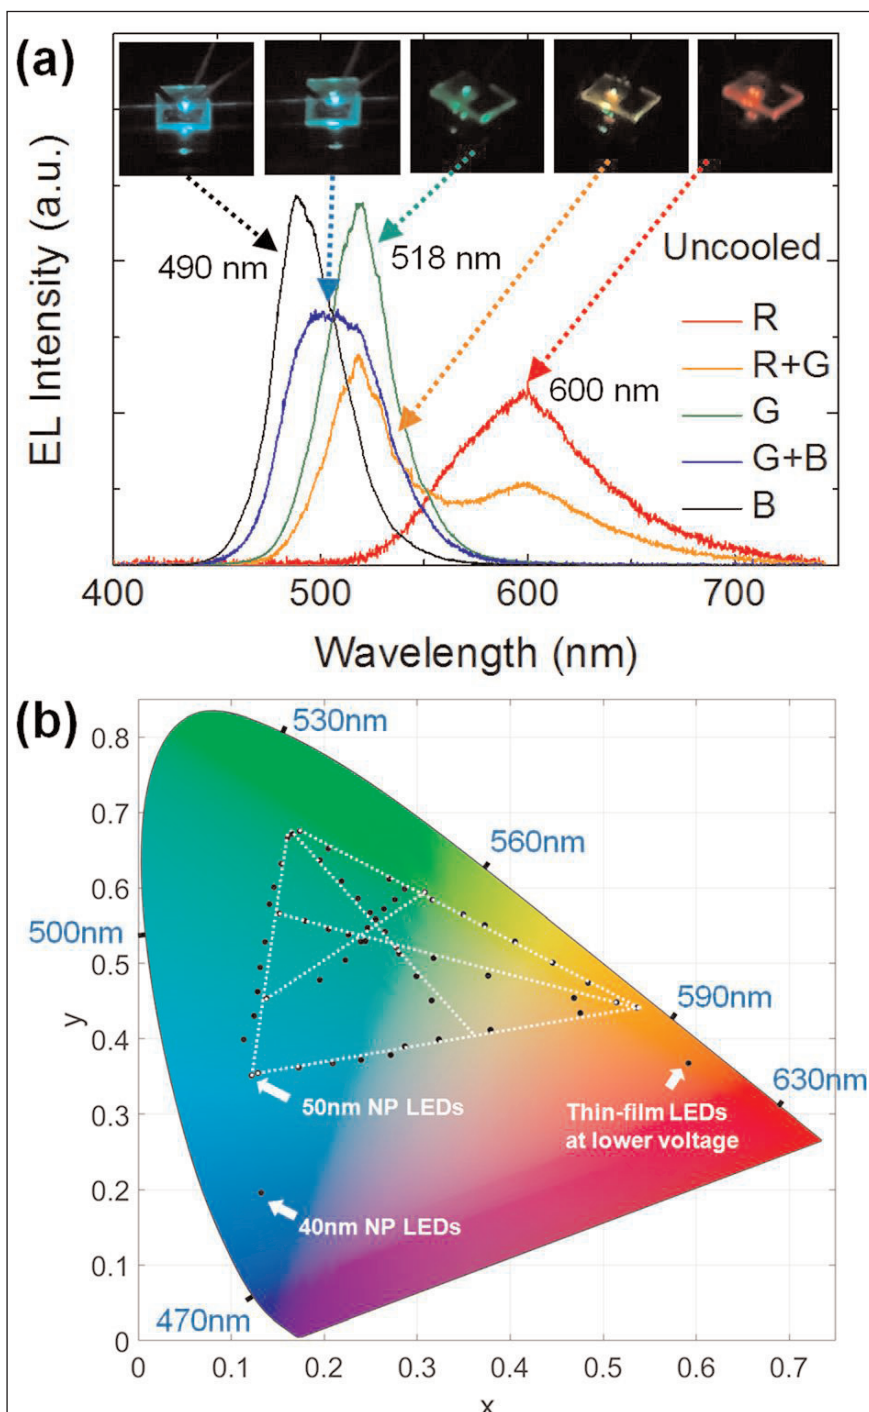 (a)
490 nm
518 nm
600 nm
Uncooled
R
R+G
G
G+B
B
EL Intensity (a.u.)
400
500
600
700
Wavelength (nm)
(b)
530nm
560nm
500nm
590nm
630nm
470nm
50nm NP LEDs
Thin-film LEDs
at lower voltage
40nm NP LEDs
0.8
0.7
0.6
0.5
0.4
0.3
0.2
0.1
0
y
0
0.1
0.2
0.3
0.4
0.5
0.6
0.7
x